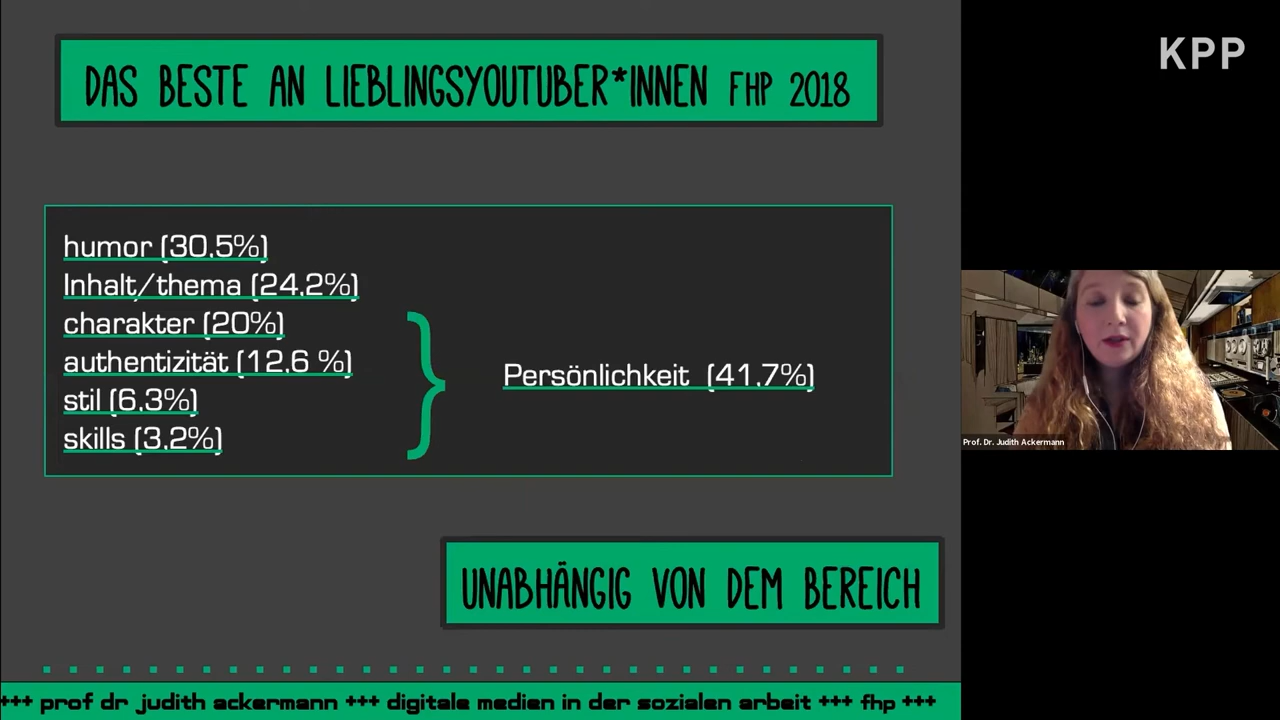 DAS BESTE AN LIEBLINGSYOUTUBER*INNEN FHP 2018
KPP
humor (30,5%)
Inhalt/thema (24,2%)
charakter (20%)
authentizität (12,6 %)
stil (6,3%)
skills (3,2%)
Persönlichkeit (41,7%)
Prof. Dr. Judith Ackermann
UNABHÄNGIG VON DEM BEREICH
+++ prof dr judith ackermann +++ digitale medien in der sozialen arbeit +++ fhp +++